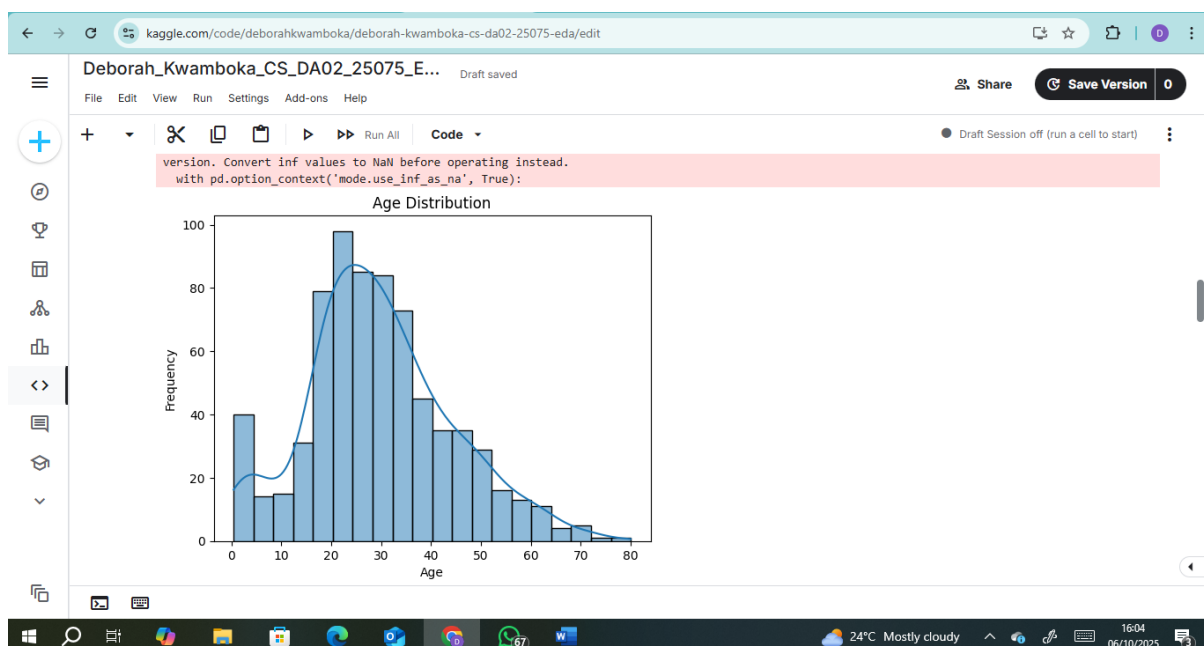 kaggle.com/code/deborahkwamboka/deborah-kwamboka-cs-da02-25075-eda/edit
D
Deborah_Kwamboka_CS_DA02_25075_E...
Draft saved
Share
Save Version
0
File Edit View Run Settings Add-ons Help
Run All
Code
Draft Session off (run a cell to start)
version. Convert inf values to NaN before operating instead.
with pd.option_context('mode.use_inf_as_na', True):
Age Distribution
100
80
60
40
20
0
Frequency
0 10 20 30 40 50 60 70 80
Age
67
W
24°C Mostly cloudy
16:04
06/10/2025
3